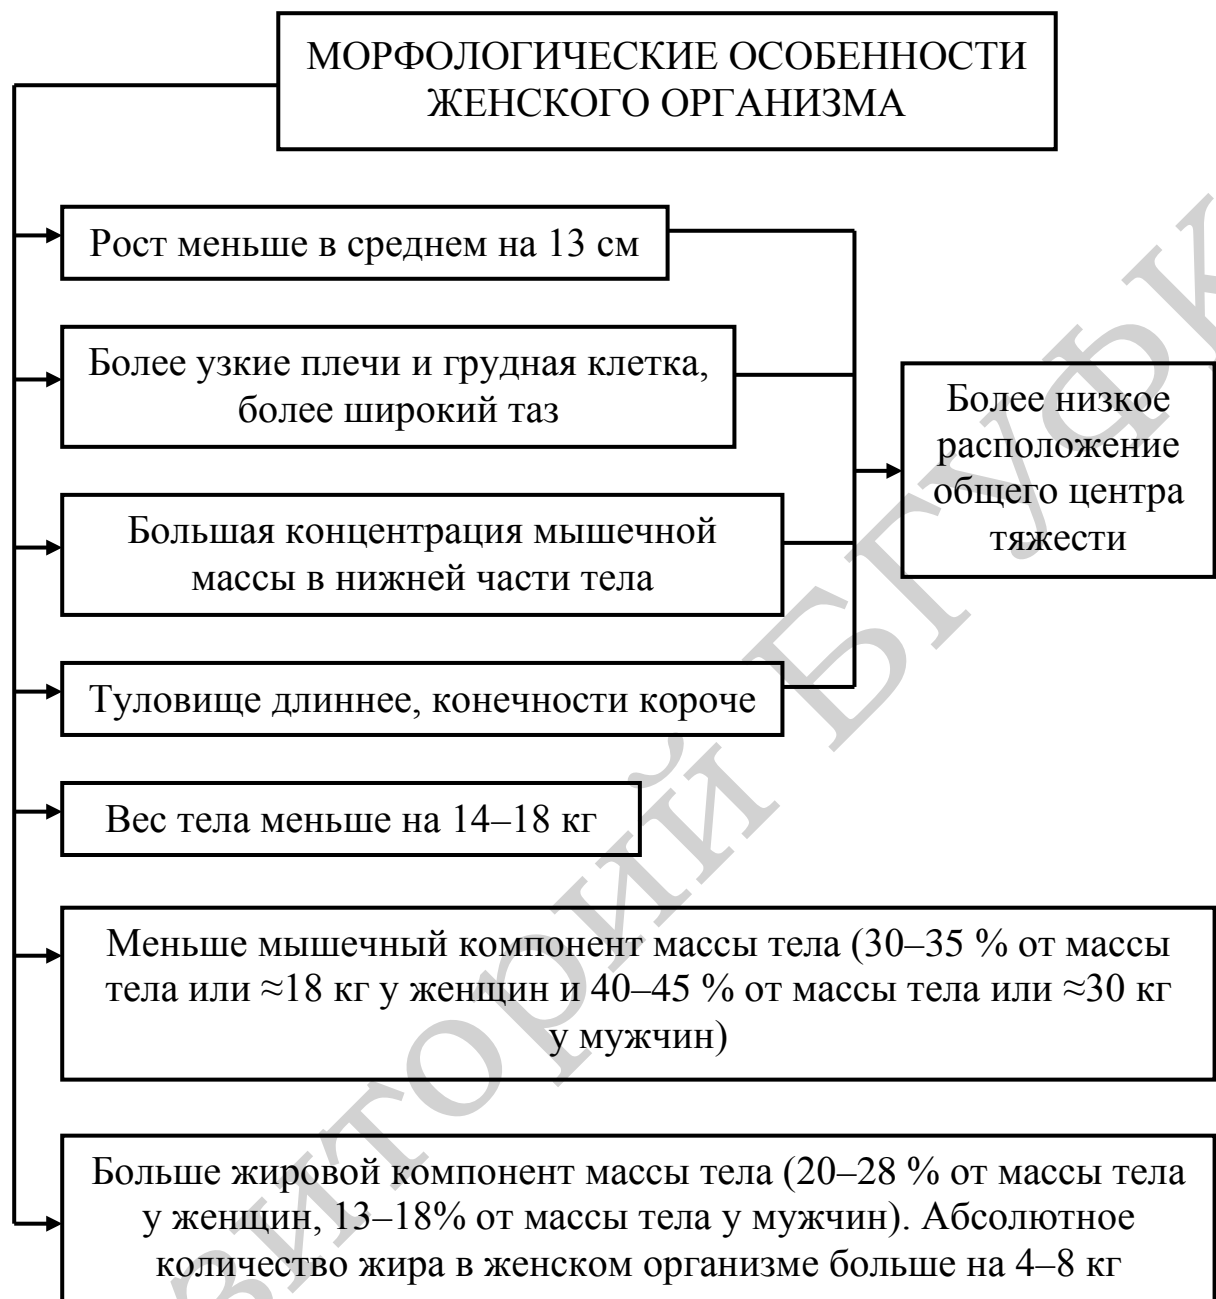 МОРФОЛОГИЧЕСКИЕ ОСОБЕННОСТИ
ЖЕНСКОГО ОРГАНИЗМА
Рост меньше в среднем на 13 см
Более узкие плечи и грудная клетка,
более широкий таз
Большая концентрация мышечной
массы в нижней части тела
Туловище длиннее, конечности короче
Более низкое
расположение
общего центра
тяжести
Вес тела меньше на 14–18 кг
Меньше мышечный компонент массы тела (30–35 % от массы
тела или ≈18 кг у женщин и 40–45 % от массы тела или ≈30 кг
у мужчин)
Больше жировой компонент массы тела (20–28 % от массы тела
у женщин, 13–18% от массы тела у мужчин). Абсолютное
количество жира в женском организме больше на 4–8 кг
зиторий БГУФК